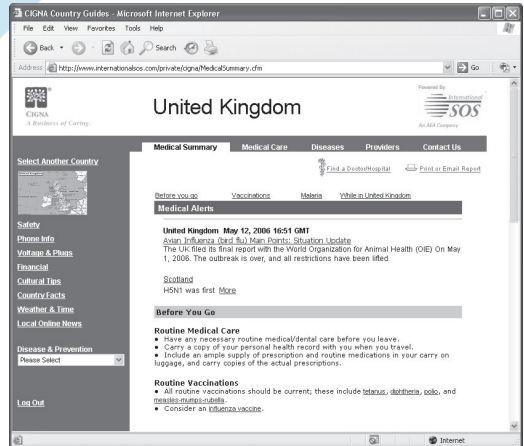 CIGNA Country Guides - Microsoft Internet Explorer
File Edit View Favorites Tools Help
Back Search
Address http://www.internationalsos.com/private/cigna/MedicalSummary.cfm Go
CIGNA
A Business of Caring.
United Kingdom
Powered By
International
SOS
An AEA Company
Medical Summary Medical Care Diseases Providers Contact Us
Select Another Country
Find a Doctor/Hospital Print or Email Report
Before you go Vaccinations Malaria While in United Kingdom
Medical Alerts
United Kingdom May 12, 2006 16:51 GMT
Avian Influenza (bird flu) Main Points: Situation Update
The UK filed its final report with the World Organization for Animal Health (OIE) On May
1, 2006. The outbreak is over, and all restrictions have been lifted.
Scotland
H5N1 was first More
Safety
Phone Info
Voltage & Plugs
Financial
Cultural Tips
Country Facts
Weather & Time
Local Online News
Disease & Prevention
Please Select
Log Out
Before You Go
Routine Medical Care
• Have any necessary routine medical/dental care before you leave.
• Carry a copy of your personal health record with you when you travel.
• Include an ample supply of prescription and routine medications in your carry on
luggage, and carry copies of the actual prescriptions.
Routine Vaccinations
• All routine vaccinations should be current; these include tetanus, diphtheria, polio, and
measles-mumps-rubella.
• Consider an influenza vaccine.
Internet